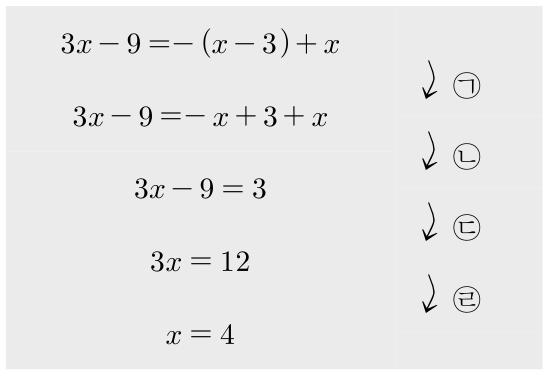 3x − 9 =− (x − 3) + x
㉠
3x − 9 =− x + 3 + x
㉡
3x − 9 = 3
㉢
3x = 12
㉣
x = 4